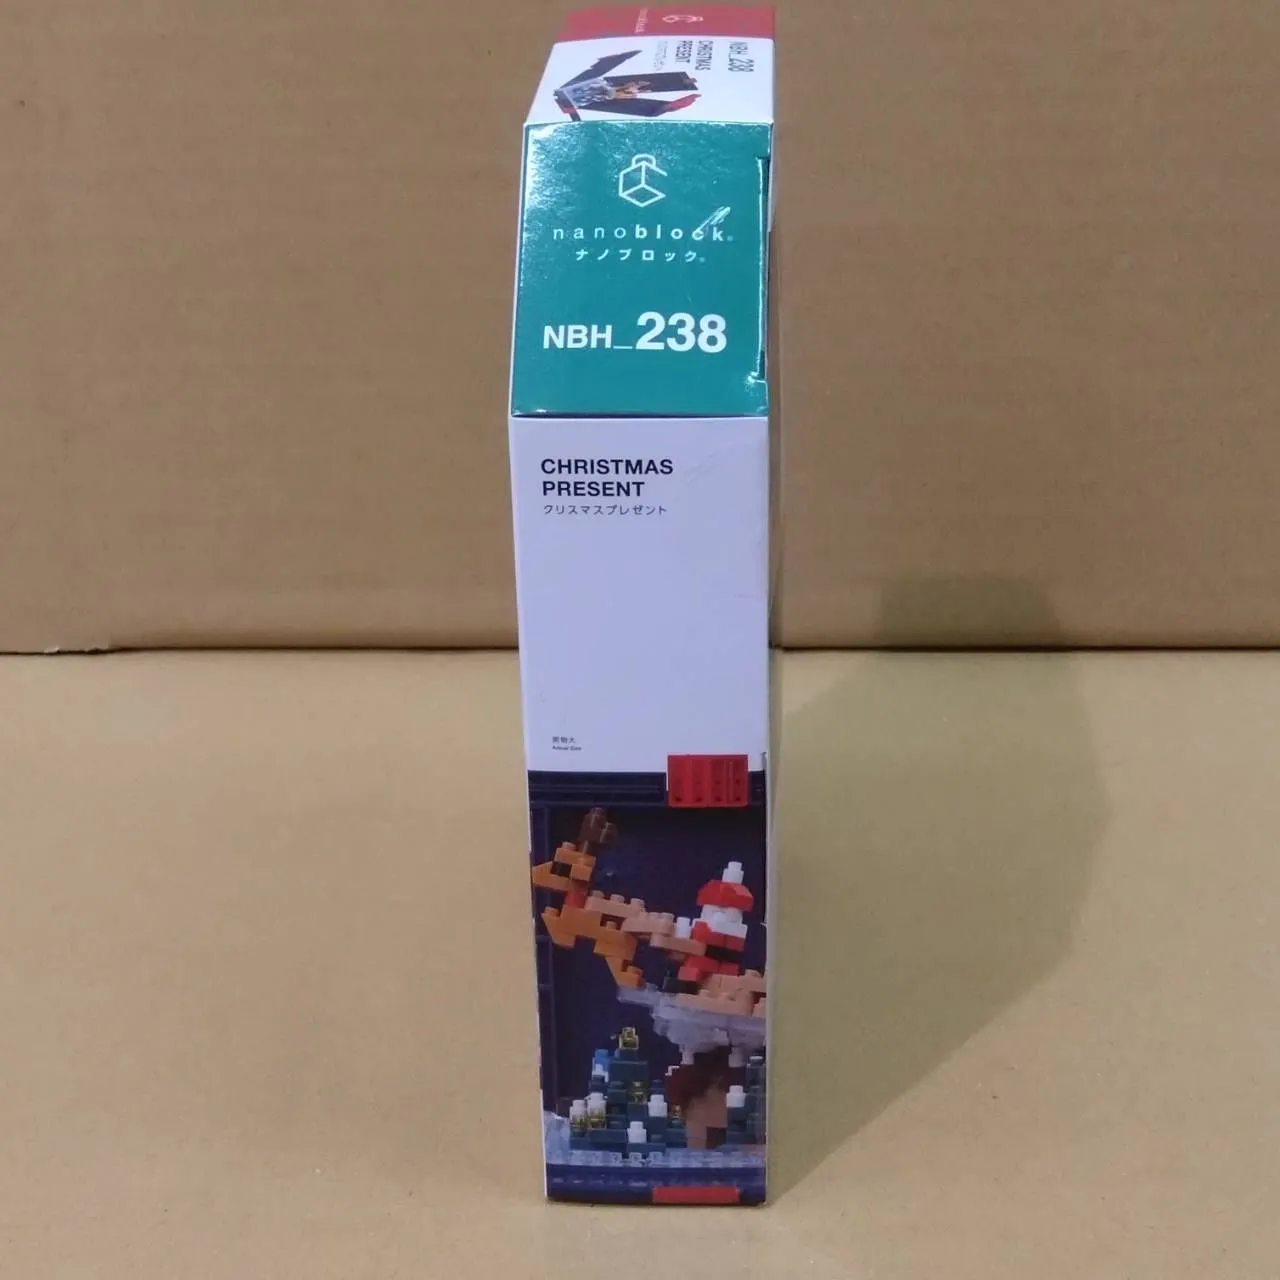 NBH_238
CHRISTMAS
PRESENT
nanoblock®
ナノブロック®
NBH_238
CHRISTMAS
PRESENT
クリスマスプレゼント
実物大
Actual Size